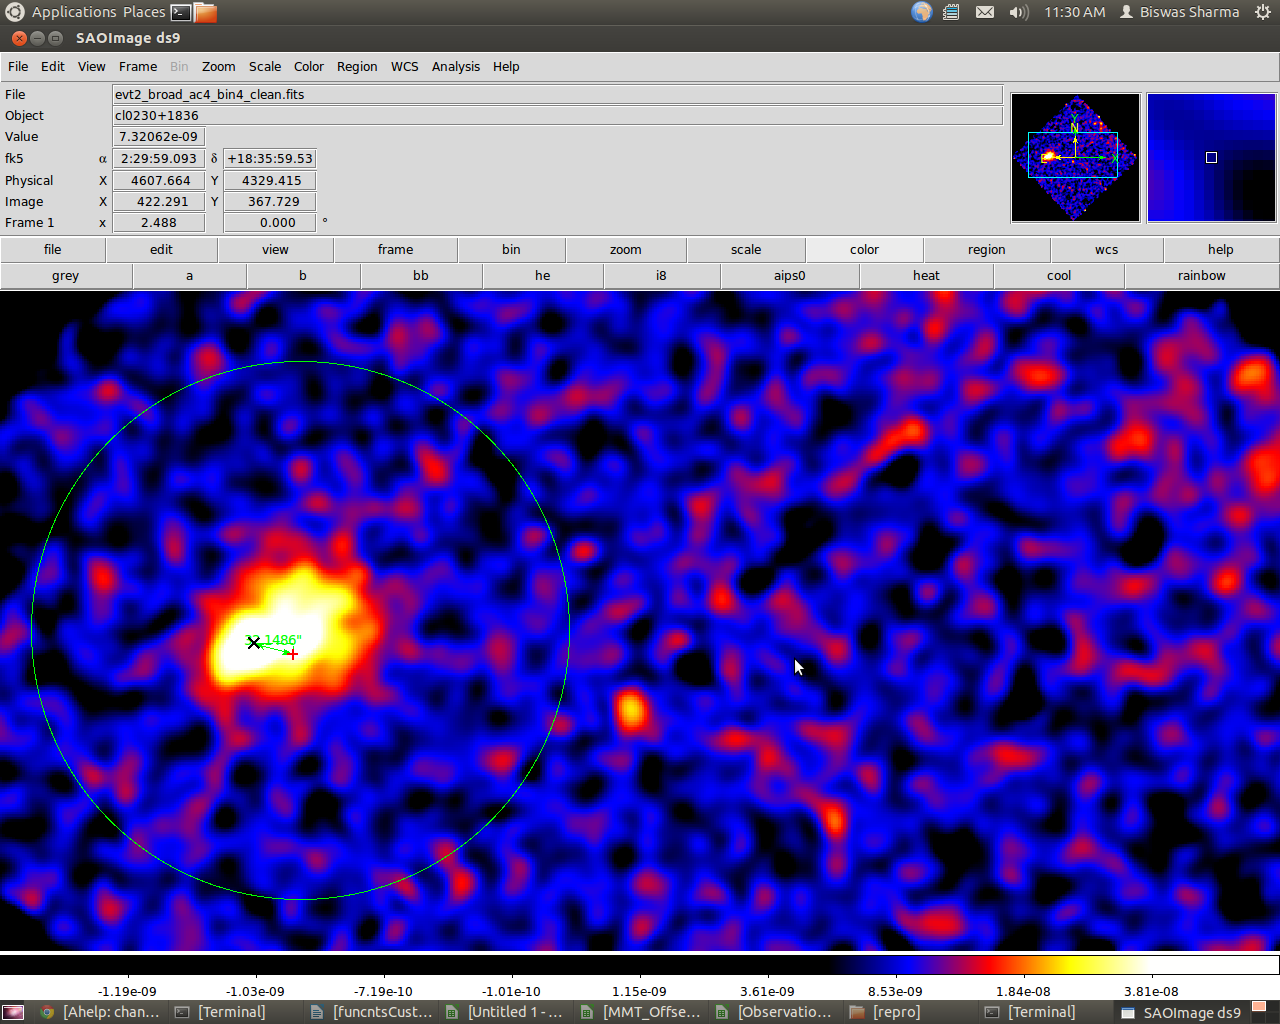 Applications Places 11:30 AM Biswas Sharma
SAOImage ds9
File Edit View Frame Bin Zoom Scale Color Region WCS Analysis Help
File evt2_broad_ac4_bin4_clean.fits
Object cl0230+1836
Value 7.32062e-09
fk5 α 2:29:59.093 δ +18:35:59.53
Physical X 4607.664 Y 4329.415
Image X 422.291 Y 367.729
Frame 1 x 2.488 0.000 °
Y
N
E X
file edit view frame bin zoom scale color region wcs help
grey a b bb he i8 aips0 heat cool rainbow
-1.19e-09 -1.03e-09 -7.19e-10 -1.01e-10 1.15e-09 3.61e-09 8.53e-09 1.84e-08 3.81e-08
[Ahelp: chan... [Terminal] [FuncntsCust... [Untitled 1 - ... [MMT_Offse... [Observatio... [repro] [Terminal] SAOImage ds9